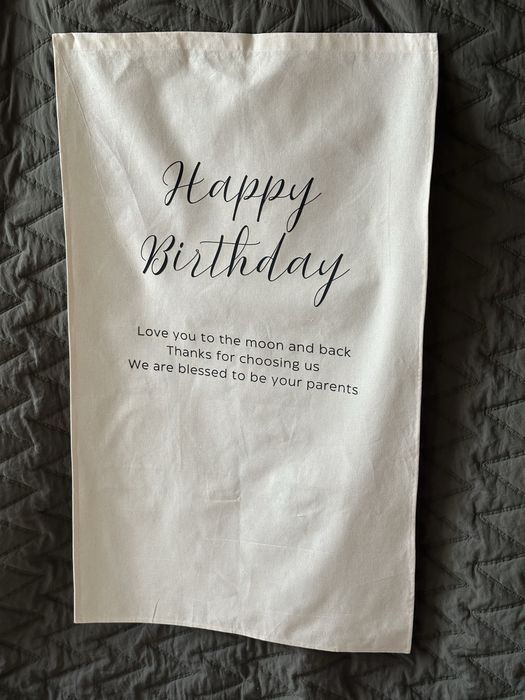 Happy
Birthday
Love you to the moon and back
Thanks for choosing us
We are blessed to be your parents